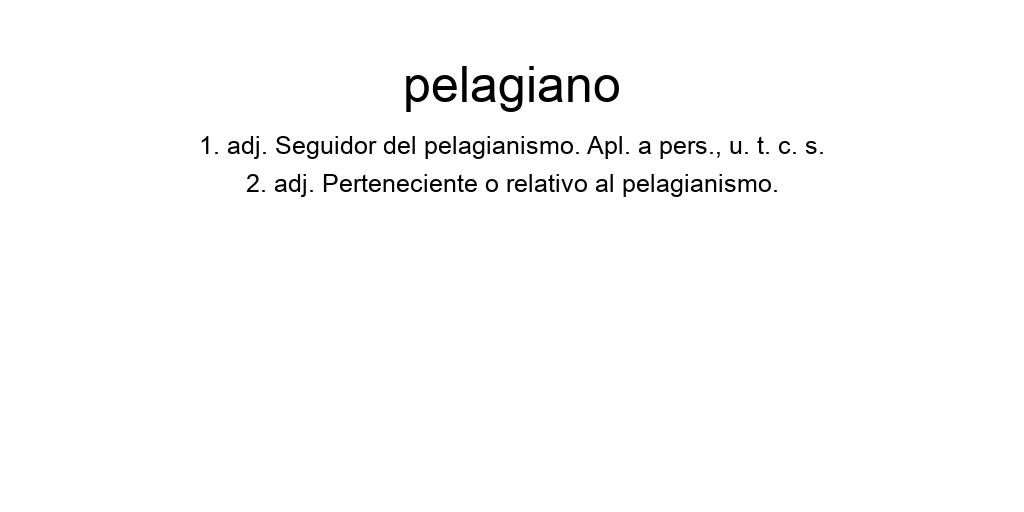 pelagiano
1. adj. Seguidor del pelagianismo. Apl. a pers., u. t. c. s.
2. adj. Perteneciente o relativo al pelagianismo.